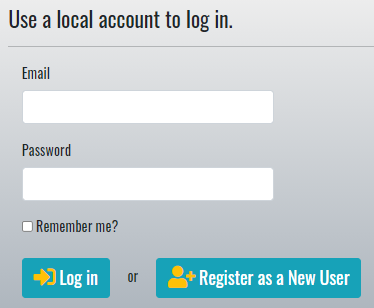 Use a local account to log in.
Email
Password
Remember me?
Log in or Register as a New User